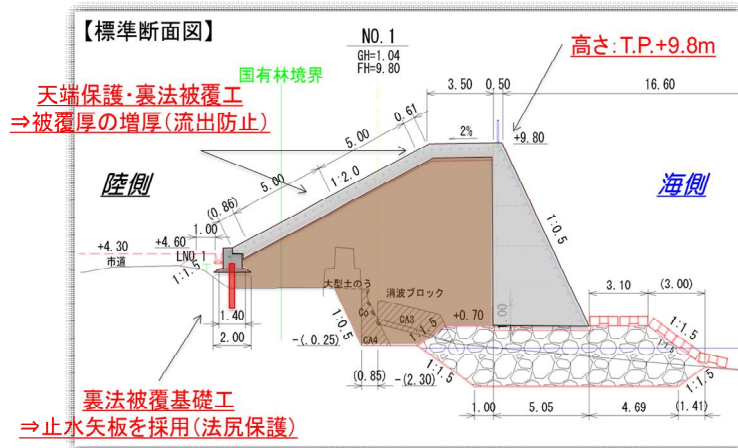 【標準断面図】
NO.1
GH=1.04
FH=9.80
高さ：T.P.+9.8m
国有林境界
天端保護・裏法被覆工
⇒被覆厚の増厚（流出防止）
3.50
0.50
16.60
0.61
2%
+9.80
5.00
5.00
1:2.0
陸側
海側
(0.86)
1.00
+4.60
+4.30
市道
LNO.1
1:1.5
1:0.5
大型土のう
消波ブロック
Co
CA3
CA4
1:1.5
+0.70
3.10
(3.00)
1:1.5
1:1.5
1.40
2.00
1:0.5
-(.0.25)
(0.85)
-(2.30)
1:1.5
1.00
5.05
4.69
(1.41)
裏法被覆基礎工
⇒止水矢板を採用（法尻保護）